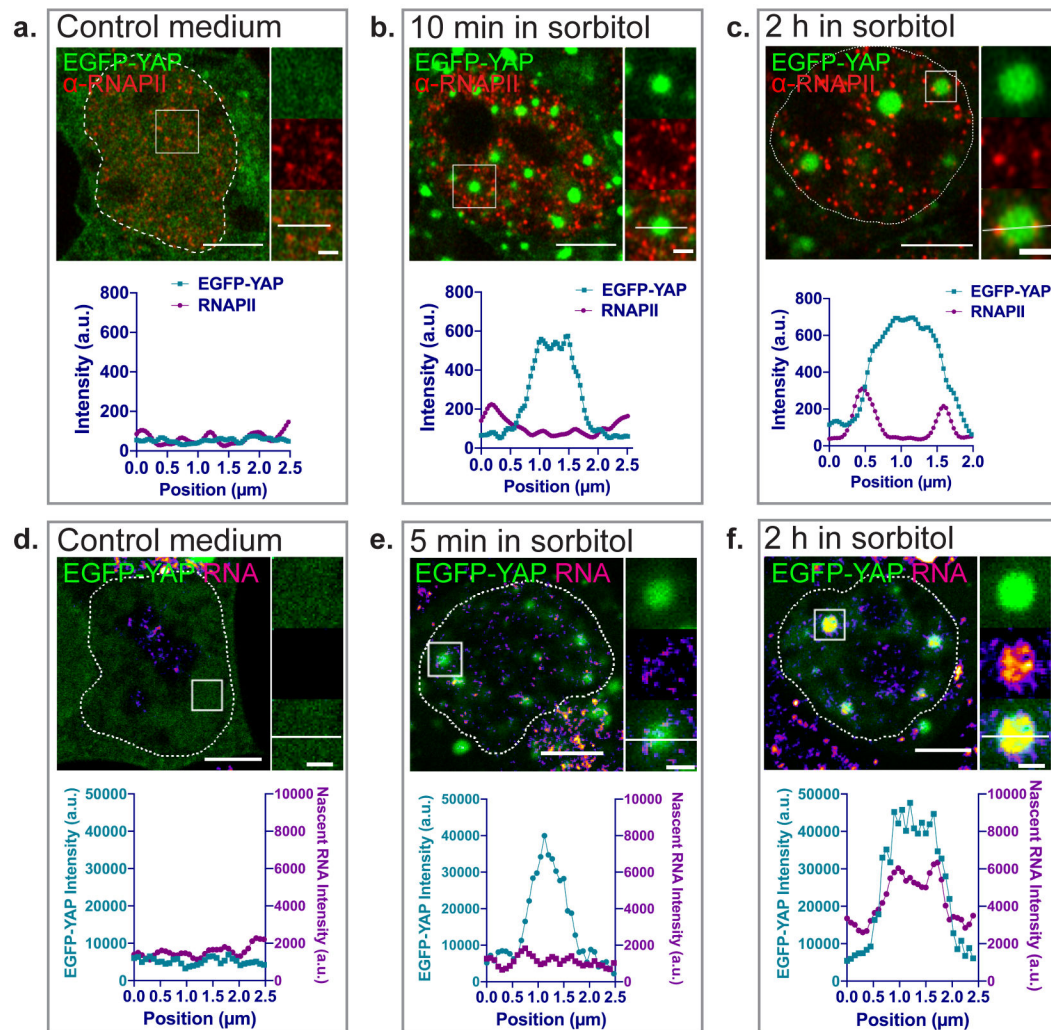 a. Control medium
EGFP-YAP
α-RNAPII
EGFP-YAP
RNAPII
800
600
400
200
0
Intensity (a.u.)
0.0 0.5 1.0 1.5 2.0 2.5
Position (µm)
b. 10 min in sorbitol
EGFP-YAP
α-RNAPII
EGFP-YAP
RNAPII
800
600
400
200
0
Intensity (a.u.)
0.0 0.5 1.0 1.5 2.0 2.5
Position (µm)
c. 2 h in sorbitol
EGFP-YAP
α-RNAPII
EGFP-YAP
RNAPII
800
600
400
200
0
Intensity (a.u.)
0.0 0.5 1.0 1.5 2.0
Position (µm)
d. Control medium
EGFP-YAP RNA
50000
40000
30000
20000
10000
0
EGFP-YAP Intensity (a.u.)
10000
8000
6000
4000
2000
0
Nascent RNA Intensity (a.u.)
0.0 0.5 1.0 1.5 2.0 2.5
Position (µm)
e. 5 min in sorbitol
EGFP-YAP RNA
50000
40000
30000
20000
10000
0
EGFP-YAP Intensity (a.u.)
10000
8000
6000
4000
2000
0
Nascent RNA Intensity (a.u.)
0.0 0.5 1.0 1.5 2.0 2.5
Position (µm)
f. 2 h in sorbitol
EGFP-YAP RNA
50000
40000
30000
20000
10000
0
EGFP-YAP Intensity (a.u.)
10000
8000
6000
4000
2000
0
Nascent RNA Intensity (a.u.)
0.0 0.5 1.0 1.5 2.0 2.5
Position (µm)